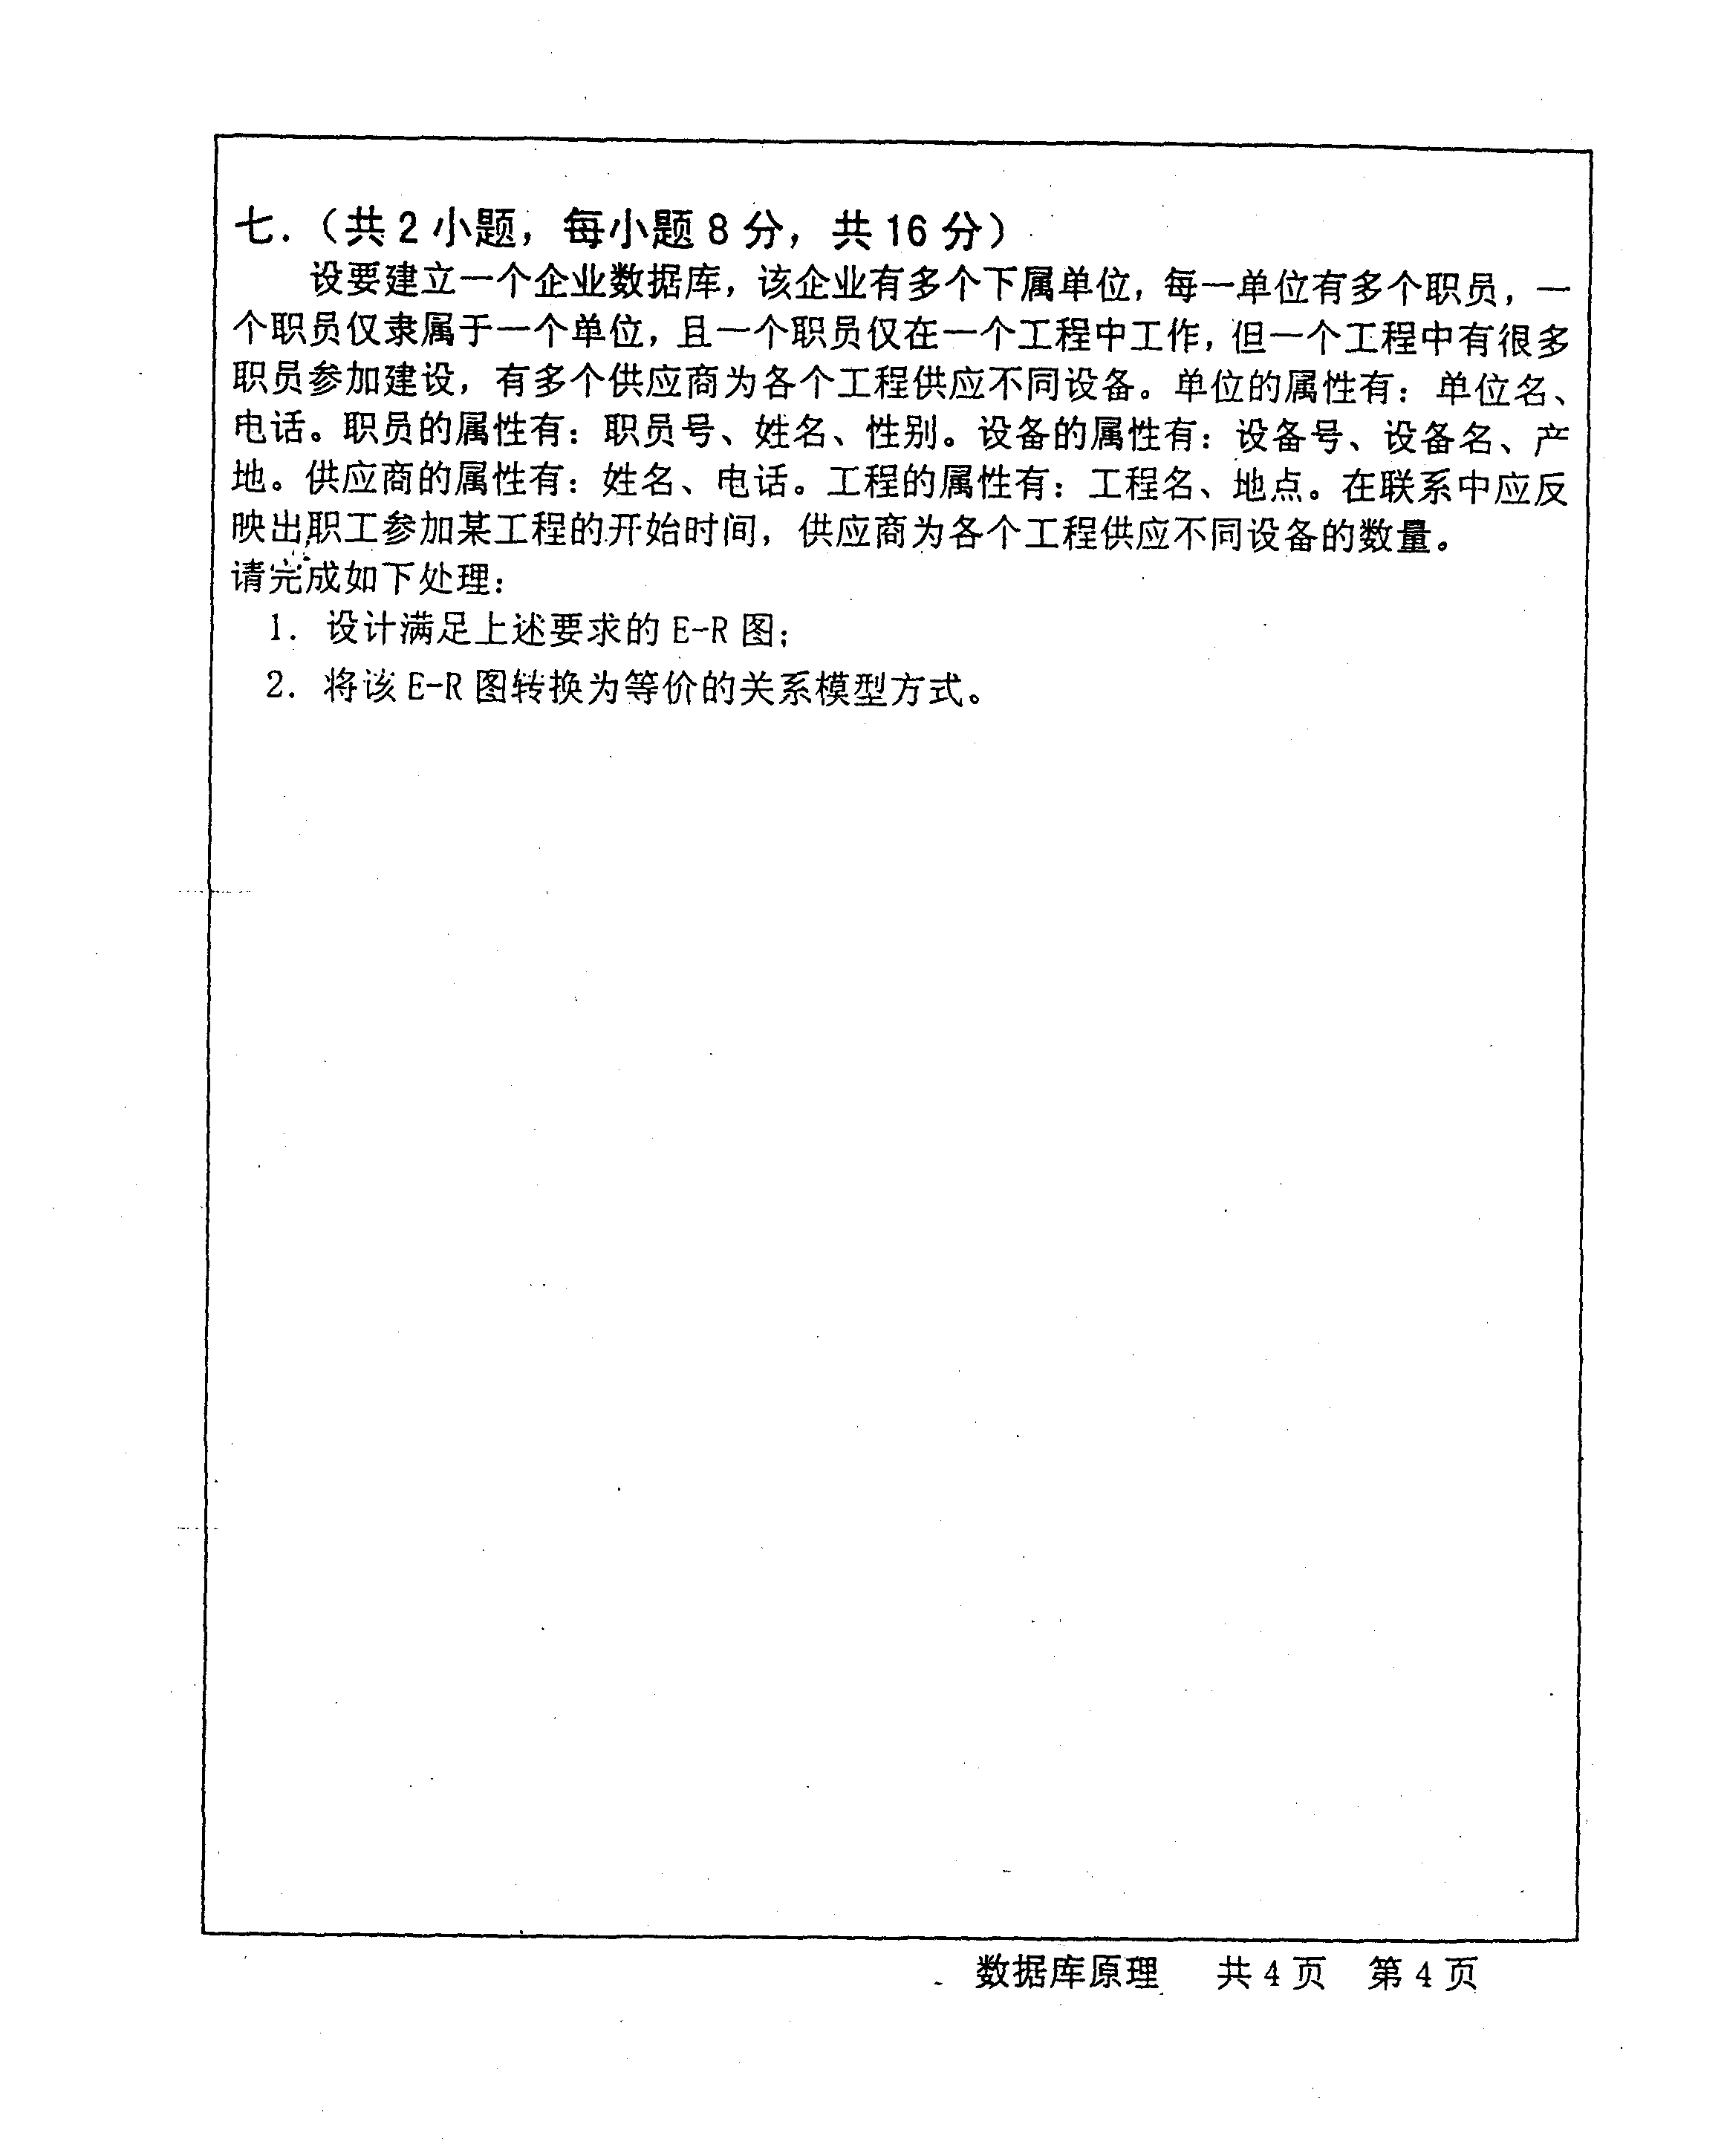 七.（共2小题，每小题8分，共16分）
设要建立一个企业数据库，该企业有多个下属单位，每一单位有多个职员，一
个职员仅隶属于一个单位，且一个职员仅在一个工程中工作，但一个工程中有很多
职员参加建设，有多个供应商为各个工程供应不同设备。单位的属性有：单位名、
电话。职员的属性有：职员号、姓名、性别。设备的属性有：设备号、设备名、产
地。供应商的属性有：姓名、电话。工程的属性有：工程名、地点。在联系中应反
映出职工参加某工程的开始时间，供应商为各个工程供应不同设备的数量。
请完成如下处理：
1. 设计满足上述要求的E-R图；
2. 将该E-R图转换为等价的关系模型方式。
数据库原理 共4页 第4页